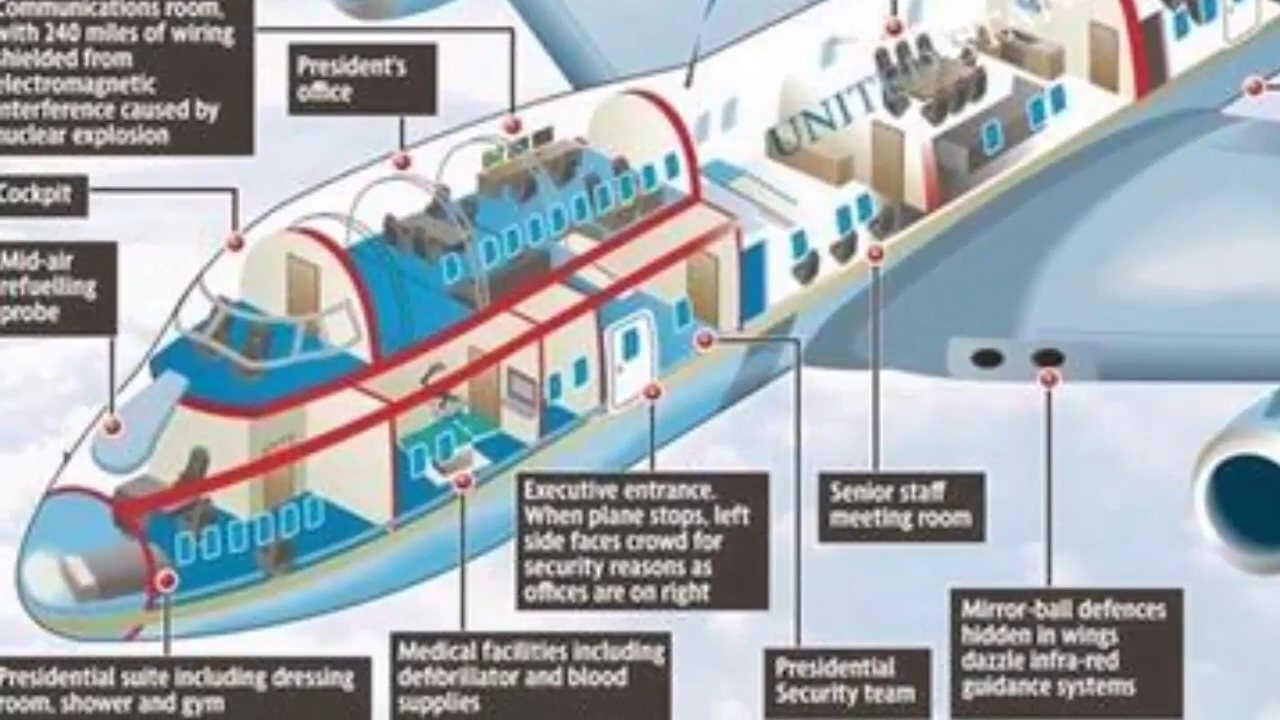 Communications room,
with 240 miles of wiring
shielded from
electromagnetic
interference caused by
nuclear explosion
President's
office
Cockpit
Mid-air
refuelling
probe
UNIT
Executive entrance.
When plane stops, left
side faces crowd for
security reasons as
offices are on right
Senior staff
meeting room
Mirror-ball defences
hidden in wings
dazzle infra-red
guidance systems
Medical facilities including
defibrillator and blood
supplies
Presidential
Security team
Presidential suite including dressing
room, shower and gym